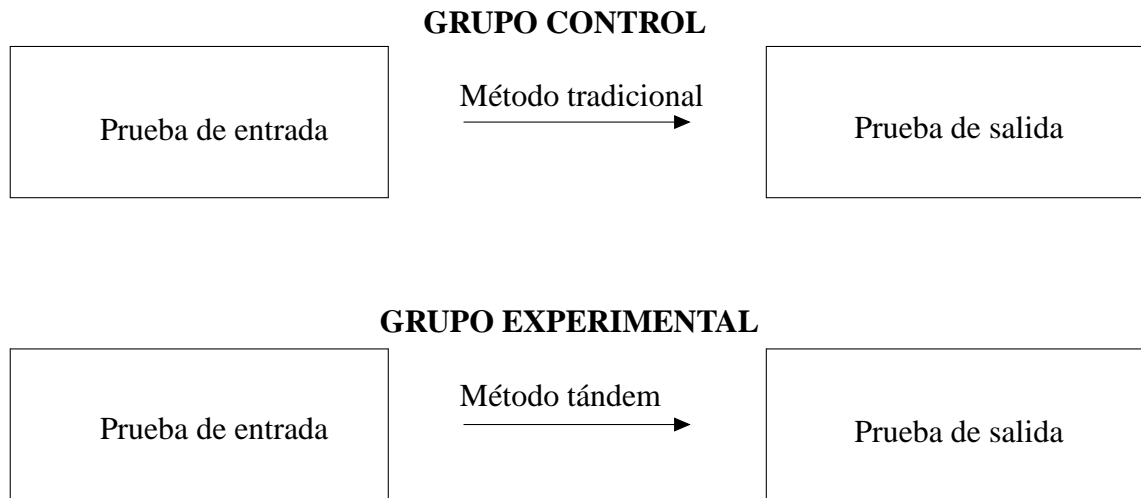 GRUPO CONTROL
Prueba de entrada
Método tradicional
Prueba de salida
GRUPO EXPERIMENTAL
Prueba de entrada
Método tándem
Prueba de salida